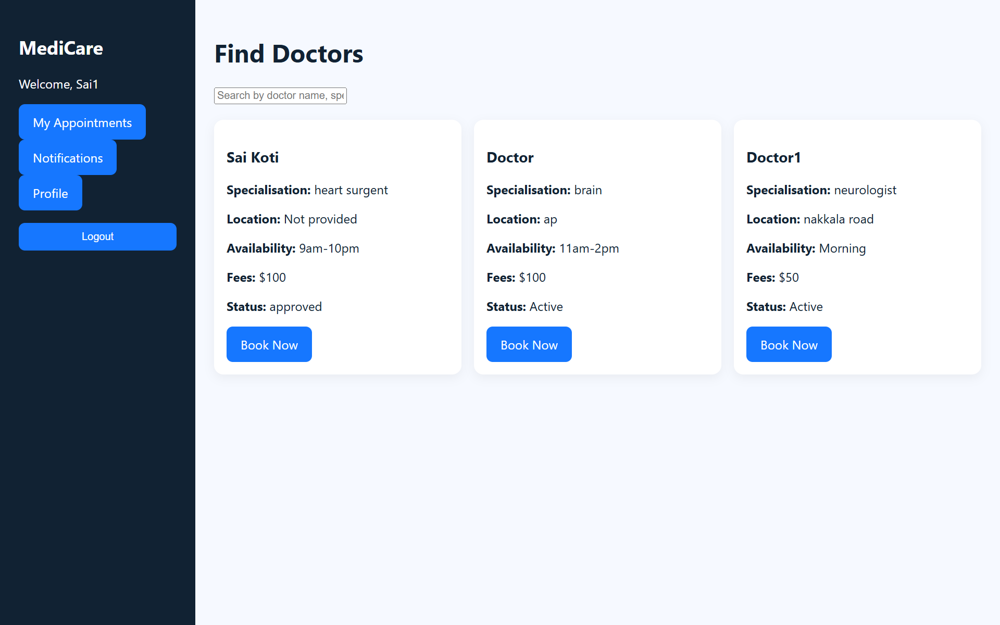 MediCare
Welcome, Sai1
My Appointments
Notifications
Profile
Logout
Find Doctors
Search by doctor name, spe
Sai Koti
Specialisation: heart surgent
Location: Not provided
Availability: 9am-10pm
Fees: $100
Status: approved
Book Now
Doctor
Specialisation: brain
Location: ap
Availability: 11am-2pm
Fees: $100
Status: Active
Book Now
Doctor1
Specialisation: neurologist
Location: nakkala road
Availability: Morning
Fees: $50
Status: Active
Book Now